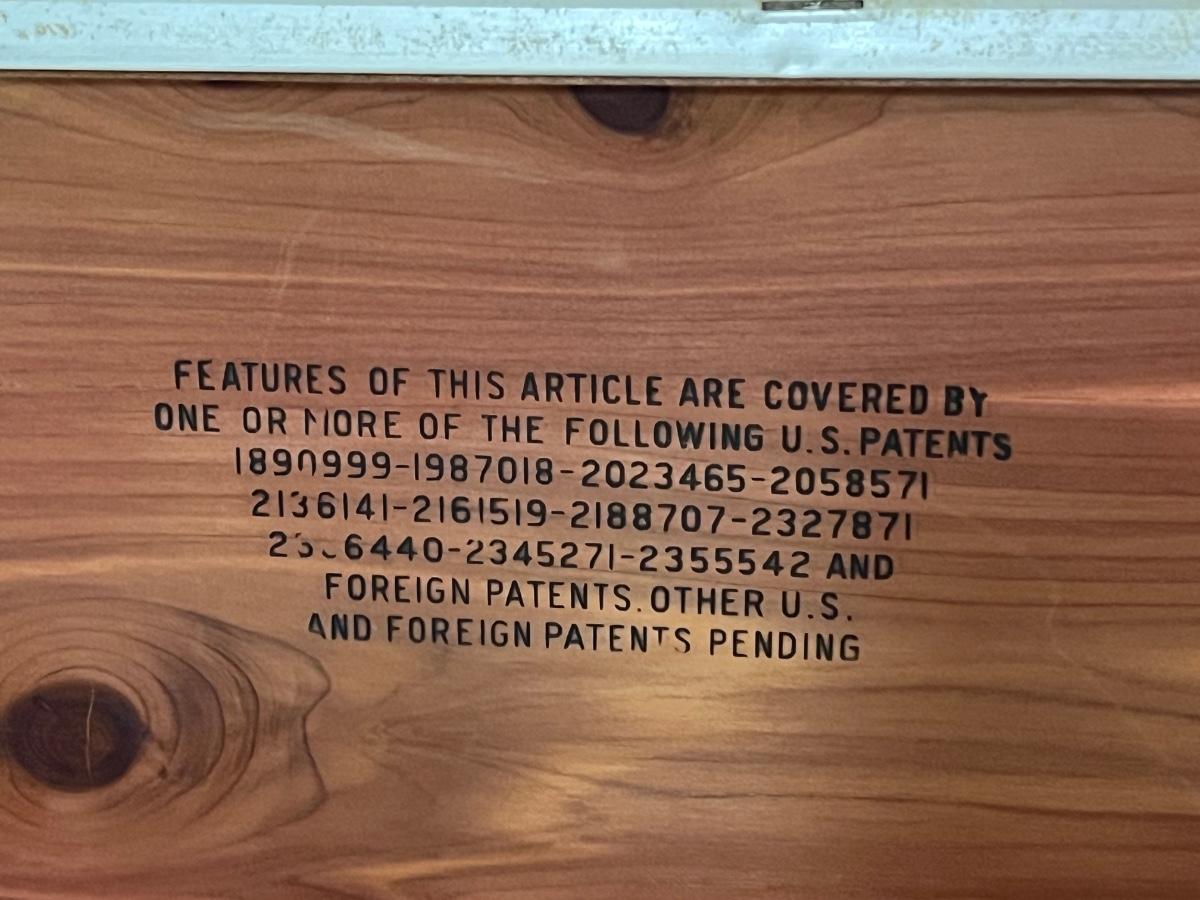 FEATURES OF THIS ARTICLE ARE COVERED BY
ONE OR MORE OF THE FOLLOWING U.S. PATENTS
1890999-1987018-2023465-2058571
2136141-2161519-2188707-2327871
-2345271-2355542 AND
FOREIGN PATENTS. OTHER U.S.
AND FOREIGN PATENTS PENDING